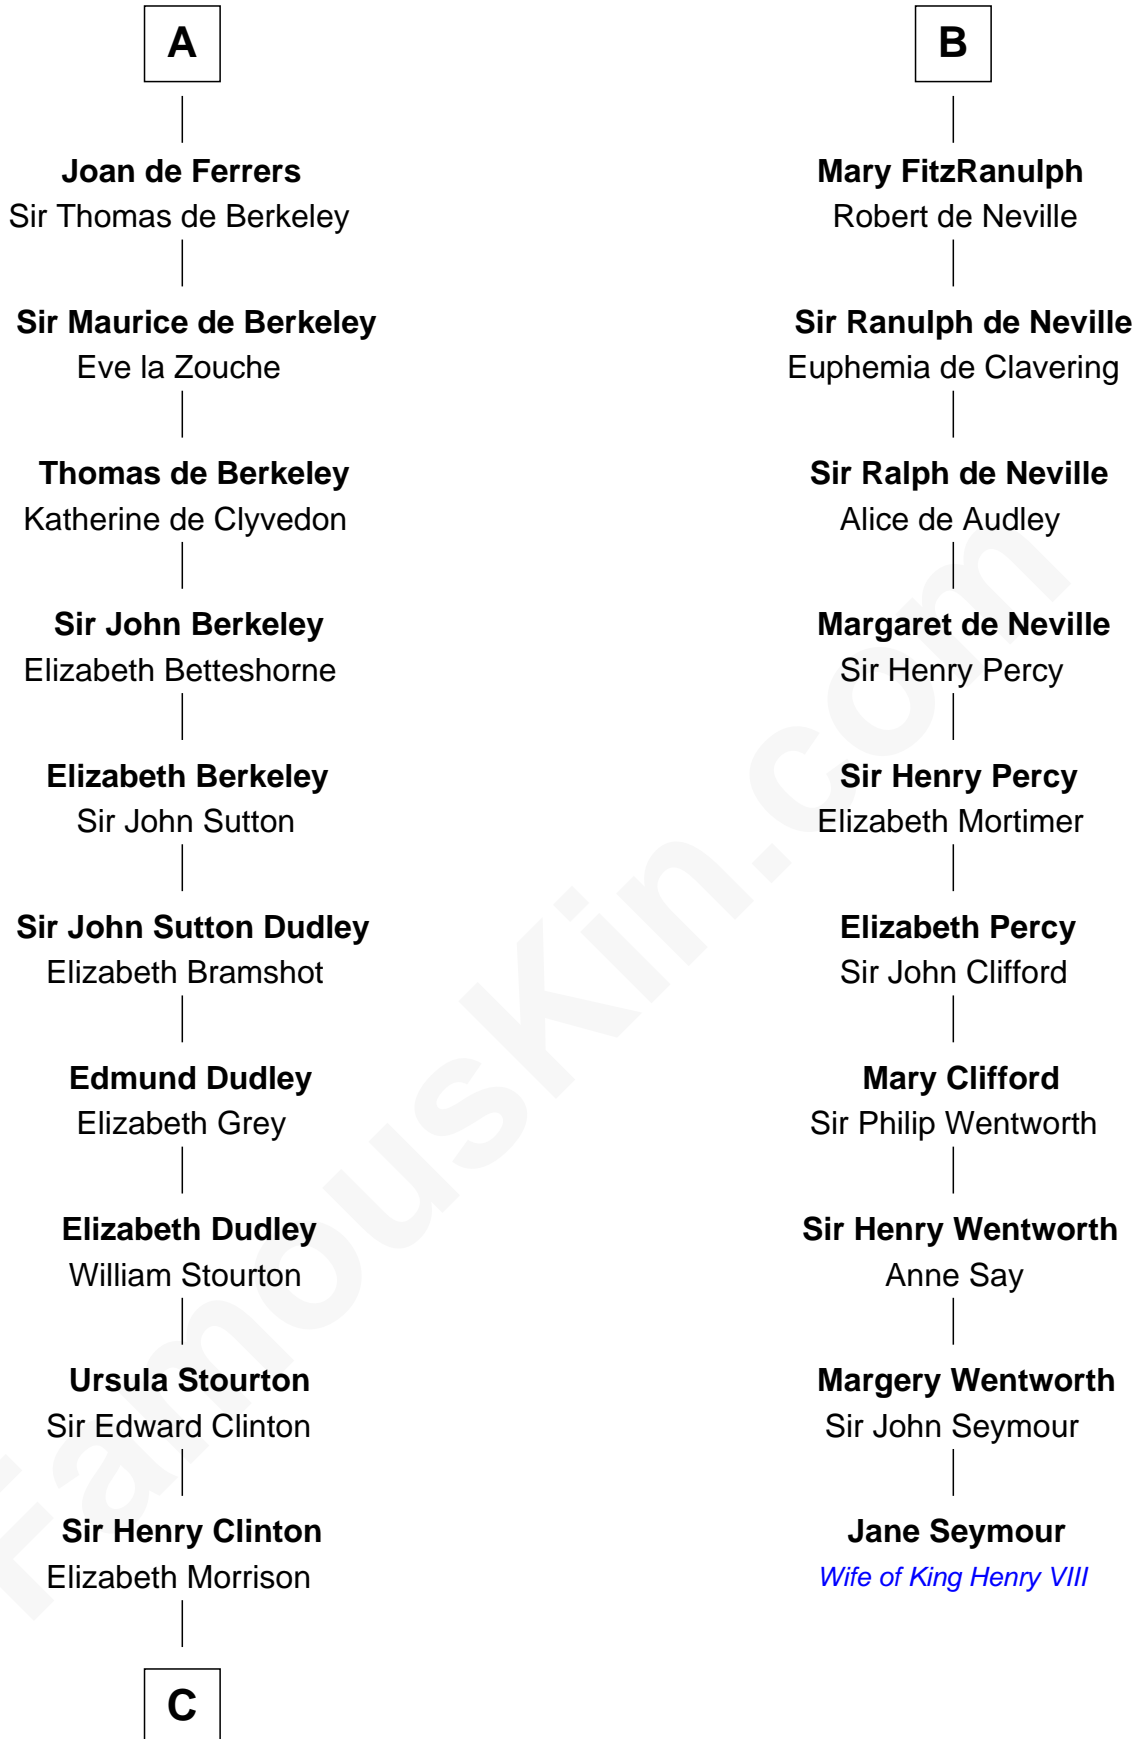 A
Joan de Ferrers
Sir Thomas de Berkeley
Sir Maurice de Berkeley
Eve la Zouche
Thomas de Berkeley
Katherine de Clyvedon
Sir John Berkeley
Elizabeth Betteshorne
Elizabeth Berkeley
Sir John Sutton
Sir John Sutton Dudley
Elizabeth Bramshot
Edmund Dudley
Elizabeth Grey
Elizabeth Dudley
William Stourton
Ursula Stourton
Sir Edward Clinton
Sir Henry Clinton
Elizabeth Morrison
C
B
Mary FitzRanulph
Robert de Neville
Sir Ranulph de Neville
Euphemia de Clavering
Sir Ralph de Neville
Alice de Audley
Margaret de Neville
Sir Henry Percy
Sir Henry Percy
Elizabeth Mortimer
Elizabeth Percy
Sir John Clifford
Mary Clifford
Sir Philip Wentworth
Sir Henry Wentworth
Anne Say
Margery Wentworth
Sir John Seymour
Jane Seymour
Wife of King Henry VIII
FamousKin.com